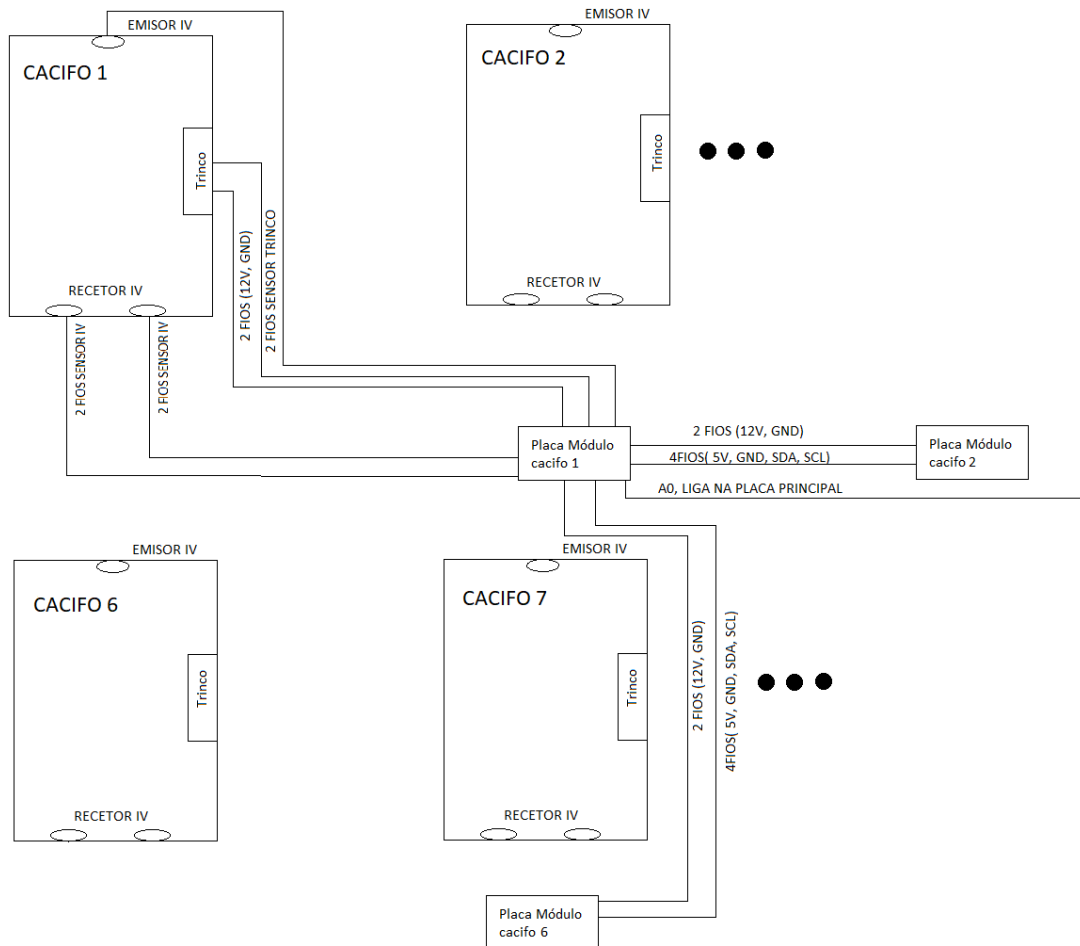 EMISOR IV
CACIFO 1
Trinco
RECETOR IV
2 FIOS SENSOR IV
2 FIOS SENSOR IV
2 FIOS (12V, GND)
2 FIOS SENSOR TRINCO
EMISOR IV
CACIFO 2
Trinco
RECETOR IV
Placa Módulo
cacifo 1
2 FIOS (12V, GND)
4FIOS( 5V, GND, SDA, SCL)
A0, LIGA NA PLACA PRINCIPAL
Placa Módulo
cacifo 2
EMISOR IV
CACIFO 6
Trinco
RECETOR IV
EMISOR IV
CACIFO 7
Trinco
RECETOR IV
2 FIOS (12V, GND)
4FIOS( 5V, GND, SDA, SCL)
Placa Módulo
cacifo 6